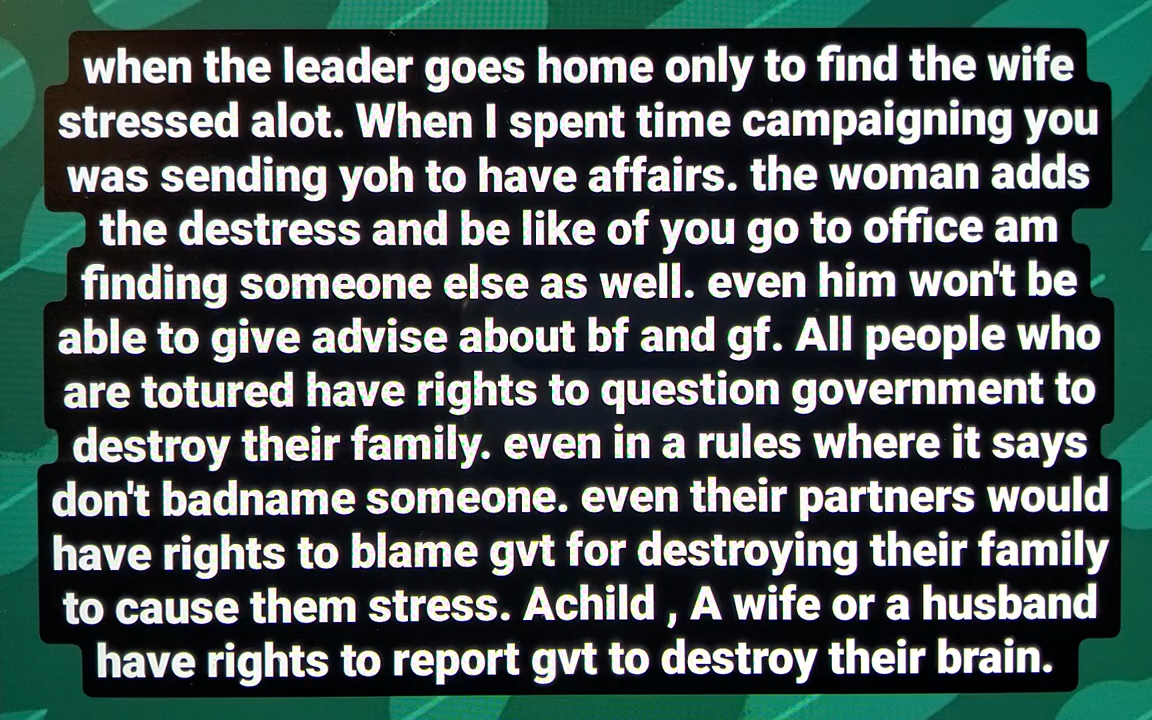 when the leader goes home only to find the wife
stressed alot. When I spent time campaigning you
was sending yoh to have affairs. the woman adds
the destress and be like of you go to office am
finding someone else as well. even him won't be
able to give advise about bf and gf. All people who
are totured have rights to question government to
destroy their family. even in a rules where it says
don't badname someone. even their partners would
have rights to blame gvt for destroying their family
to cause them stress. Achild , A wife or a husband
have rights to report gvt to destroy their brain.